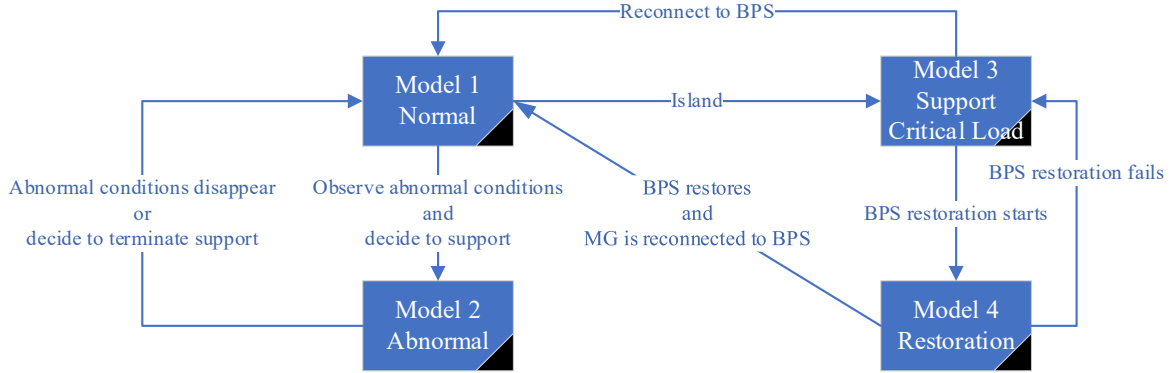 Reconnect to BPS
Model 1
Normal
Island
Model 3
Support
Critical Load
Abnormal conditions disappear
or
decide to terminate support
Observe abnormal conditions
and
decide to support
BPS restores
and
MG is reconnected to BPS
BPS restoration starts
BPS restoration fails
Model 2
Abnormal
Model 4
Restoration